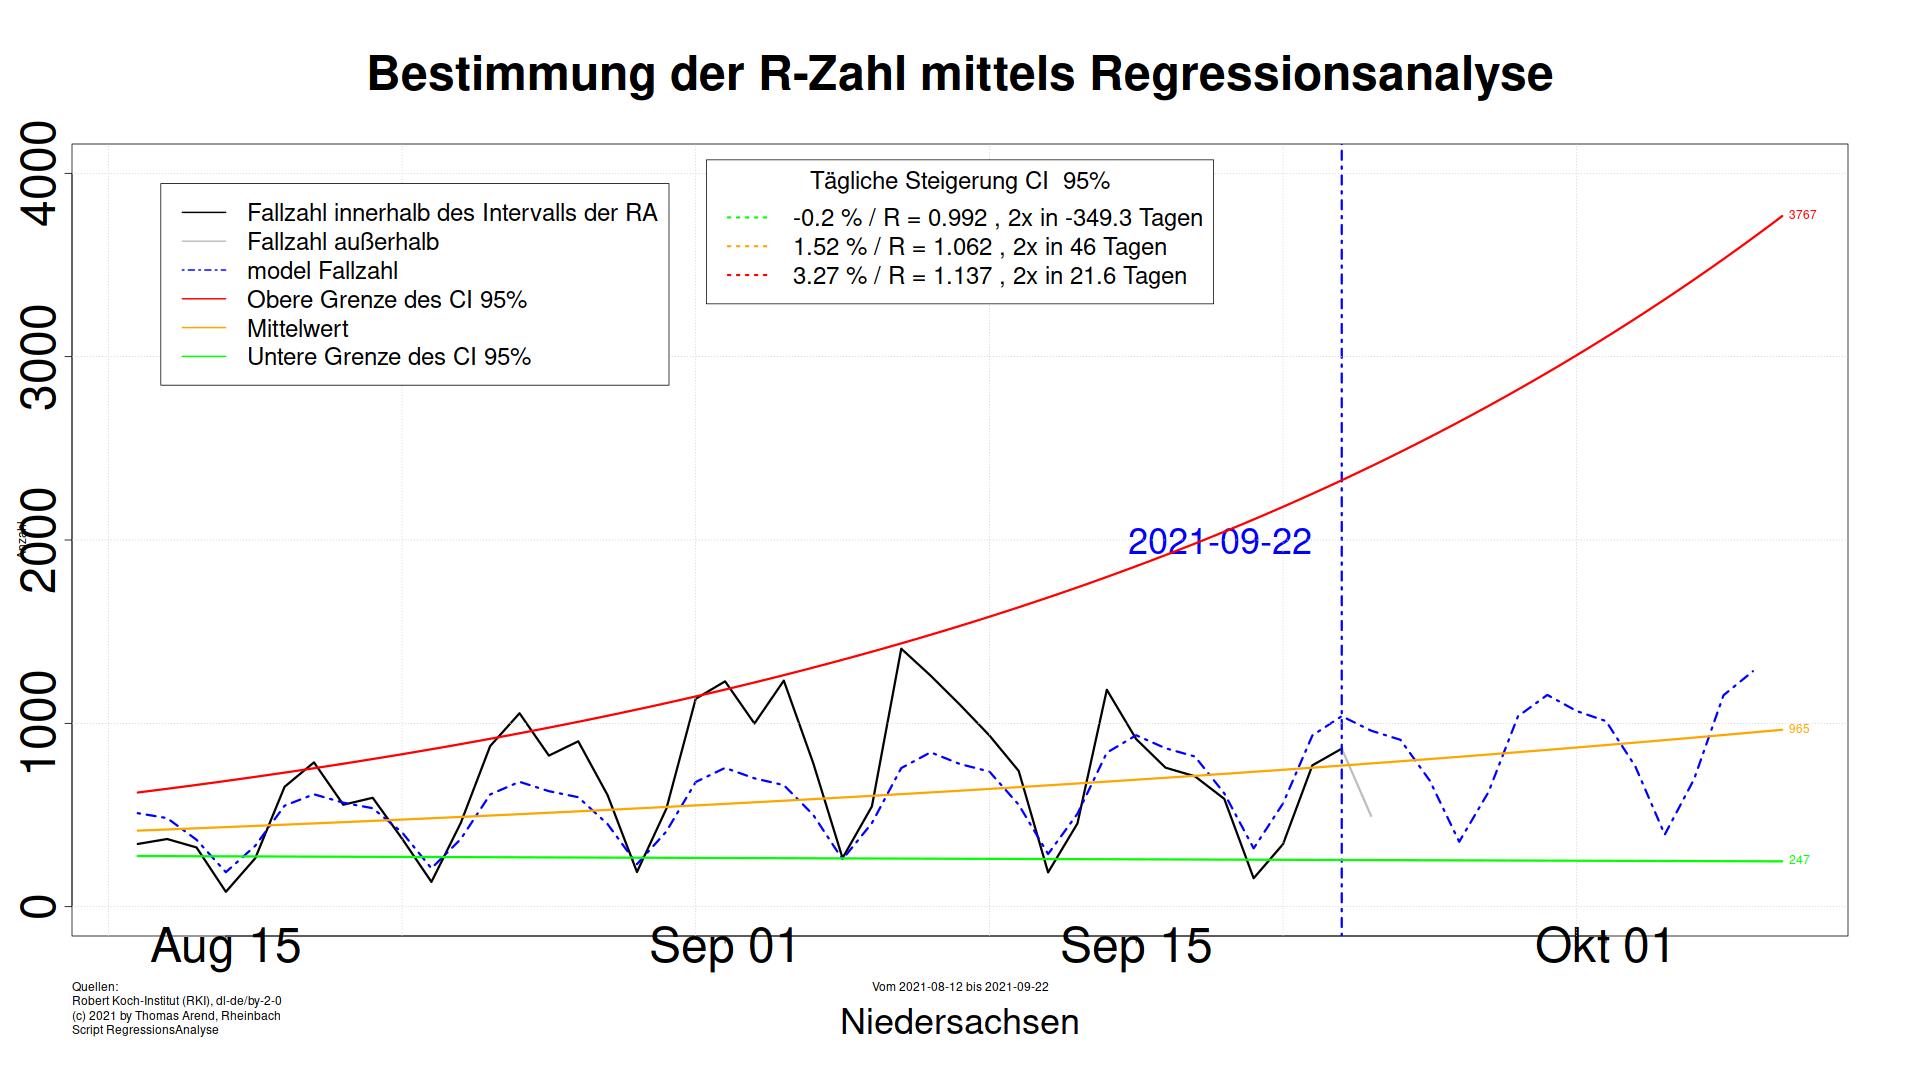 Bestimmung der R-Zahl mittels Regressionsanalyse
4000
3000
2000
1000
0
Anzahl
Fallzahl innerhalb des Intervalls der RA
Fallzahl außerhalb
model Fallzahl
Obere Grenze des CI 95%
Mittelwert
Untere Grenze des CI 95%
Tägliche Steigerung CI 95%
-0.2 % / R = 0.992 , 2x in -349.3 Tagen
1.52 % / R = 1.062 , 2x in 46 Tagen
3.27 % / R = 1.137 , 2x in 21.6 Tagen
3767
2021-09-22
965
247
Aug 15
Sep 01
Sep 15
Okt 01
Quellen:
Robert Koch-Institut (RKI), dl-de/by-2-0
(c) 2021 by Thomas Arend, Rheinbach
Script RegressionsAnalyse
Vom 2021-08-12 bis 2021-09-22
Niedersachsen